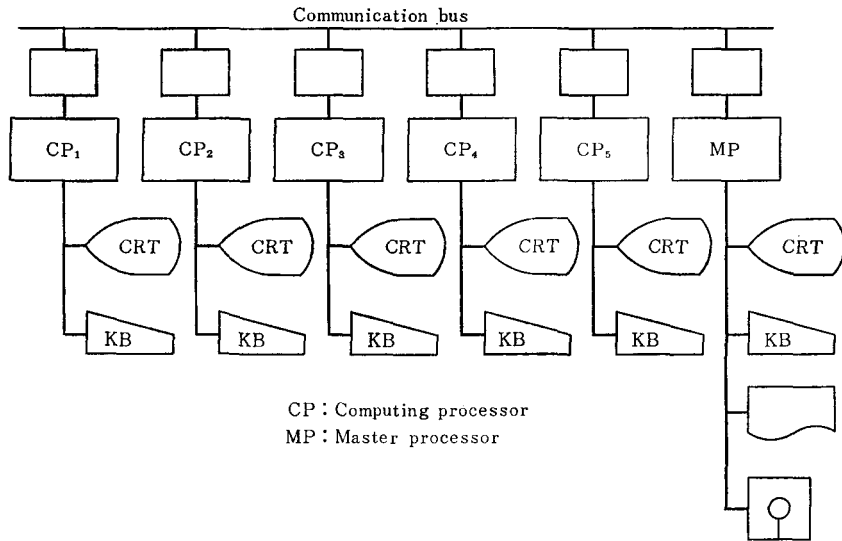 Communication bus
CP₁ CP₂ CP₃ CP₄ CP₅ MP
CRT CRT CRT CRT CRT CRT
KB KB KB KB KB KB
CP : Computing processor
MP : Master processor